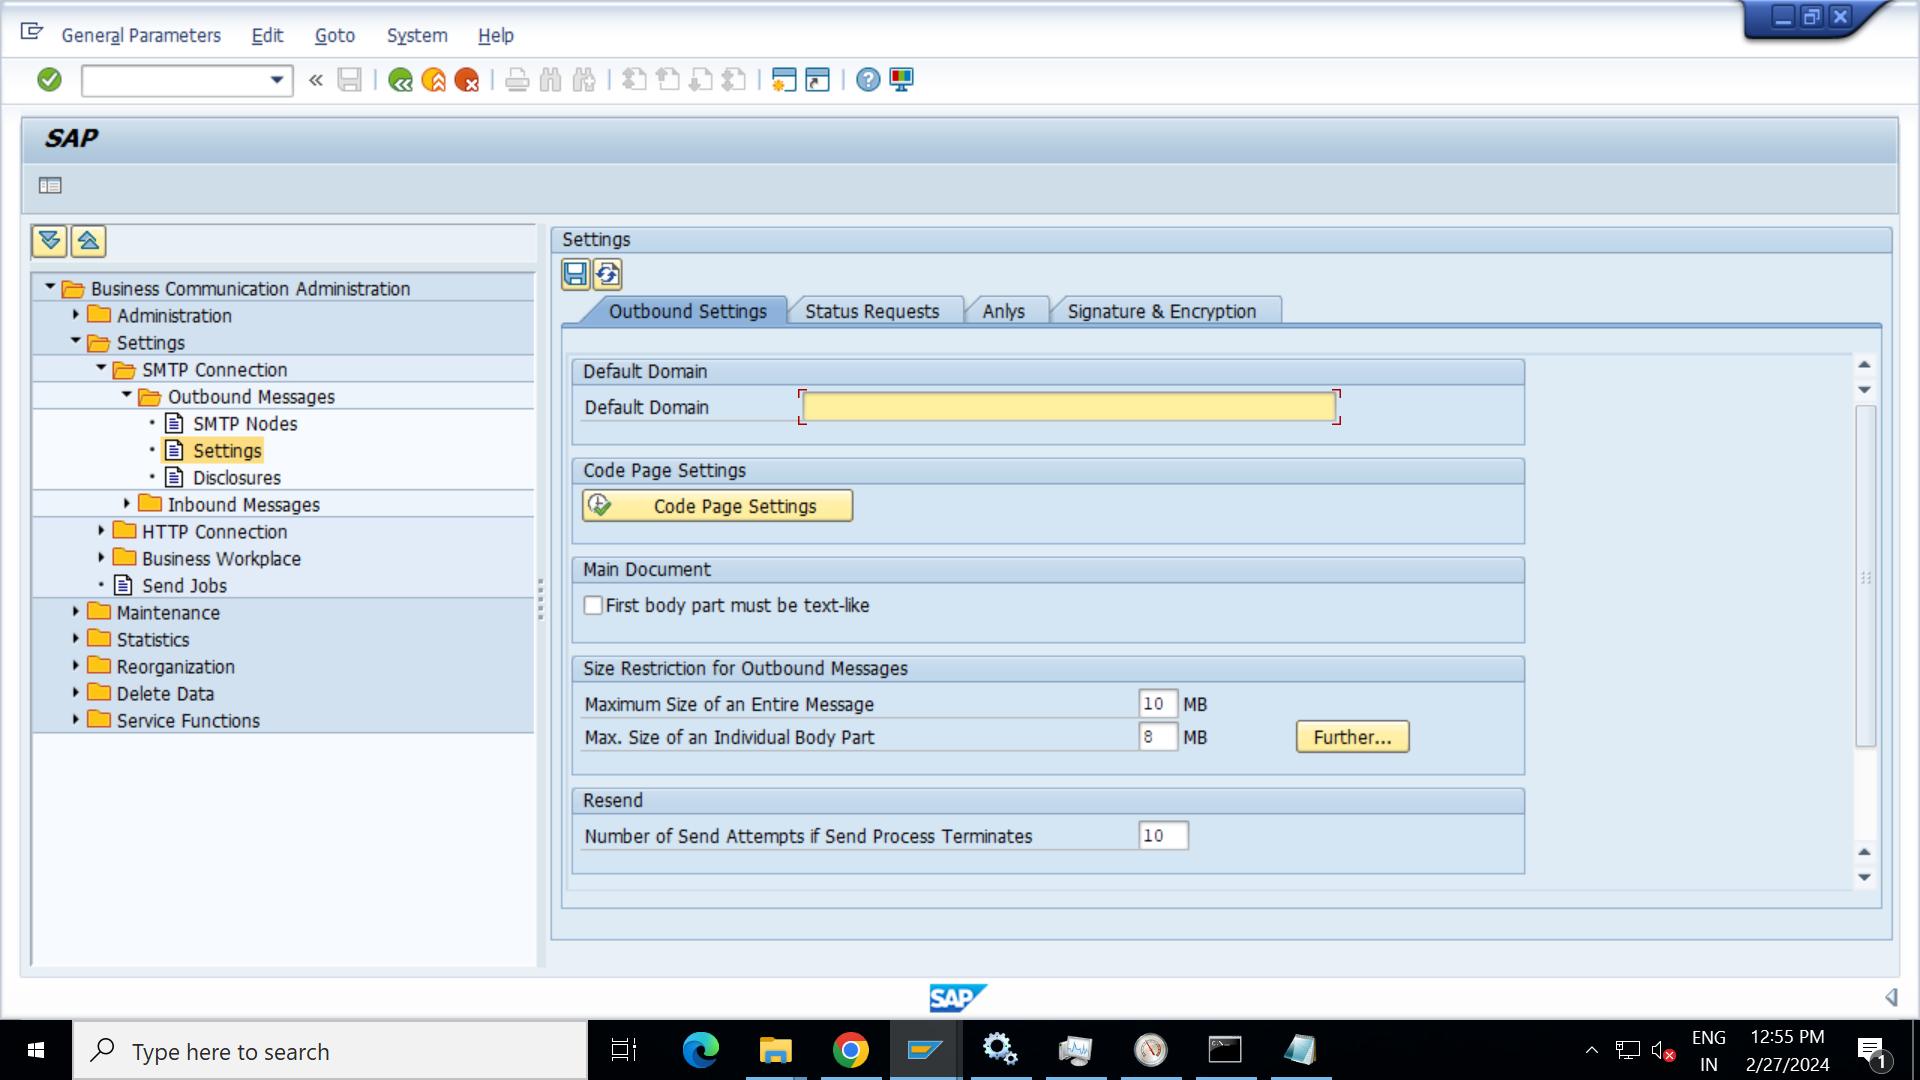 General Parameters Edit Goto System Help
SAP
Settings
Outbound Settings Status Requests Anlys Signature & Encryption
Business Communication Administration
Administration
Settings
SMTP Connection
Outbound Messages
SMTP Nodes
Settings
Disclosures
Inbound Messages
HTTP Connection
Business Workplace
Send Jobs
Maintenance
Statistics
Reorganization
Delete Data
Service Functions
Default Domain
Default Domain
Code Page Settings
Code Page Settings
Main Document
First body part must be text-like
Size Restriction for Outbound Messages
Maximum Size of an Entire Message 10 MB
Max. Size of an Individual Body Part 8 MB Further...
Resend
Number of Send Attempts if Send Process Terminates 10
SAP
Type here to search
ENG
IN
12:55 PM
2/27/2024
1